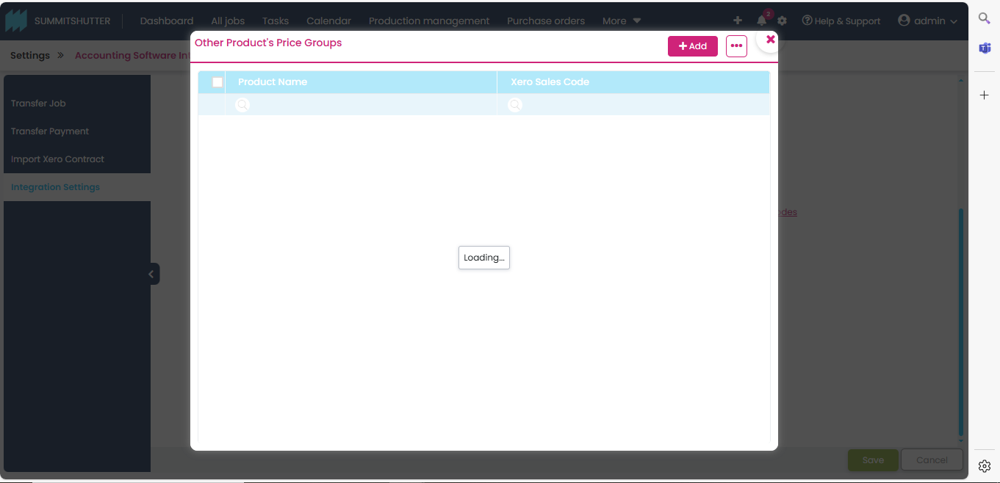 SUMMITSHUTTER Dashboard All jobs Tasks Calendar Production management Purchase orders More 2 Help & Support admin
Settings » Accounting Software Int
Other Product's Price Groups
+ Add •••
Product Name Xero Sales Code
Transfer Job
Transfer Payment
Import Xero Contract
Integration Settings
odes
Loading...
Save Cancel